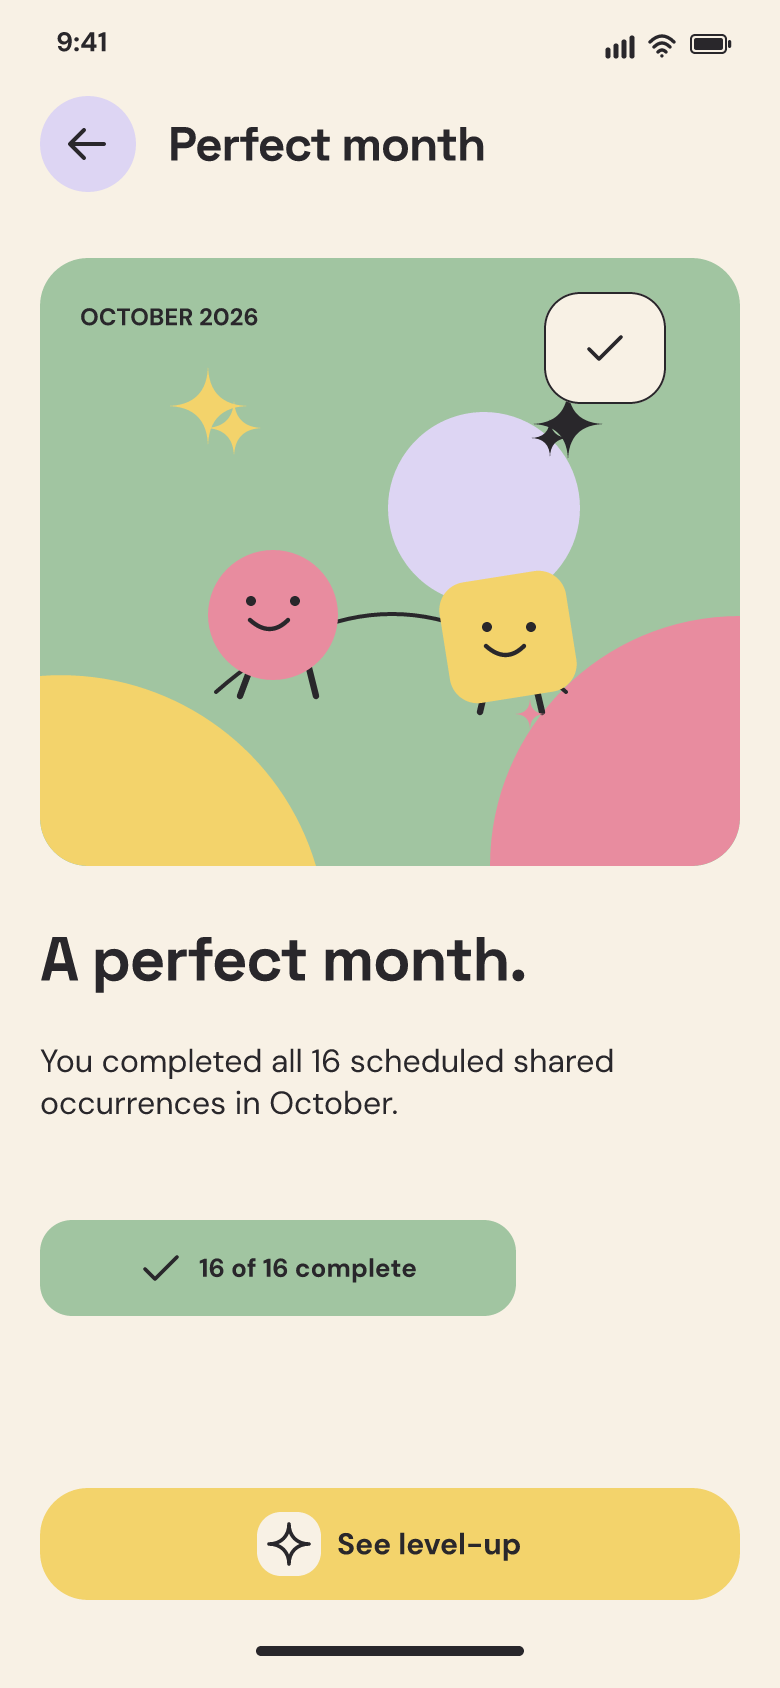 9:41
Perfect month
OCTOBER 2026
A perfect month.
You completed all 16 scheduled shared
occurrences in October.
16 of 16 complete
See level-up